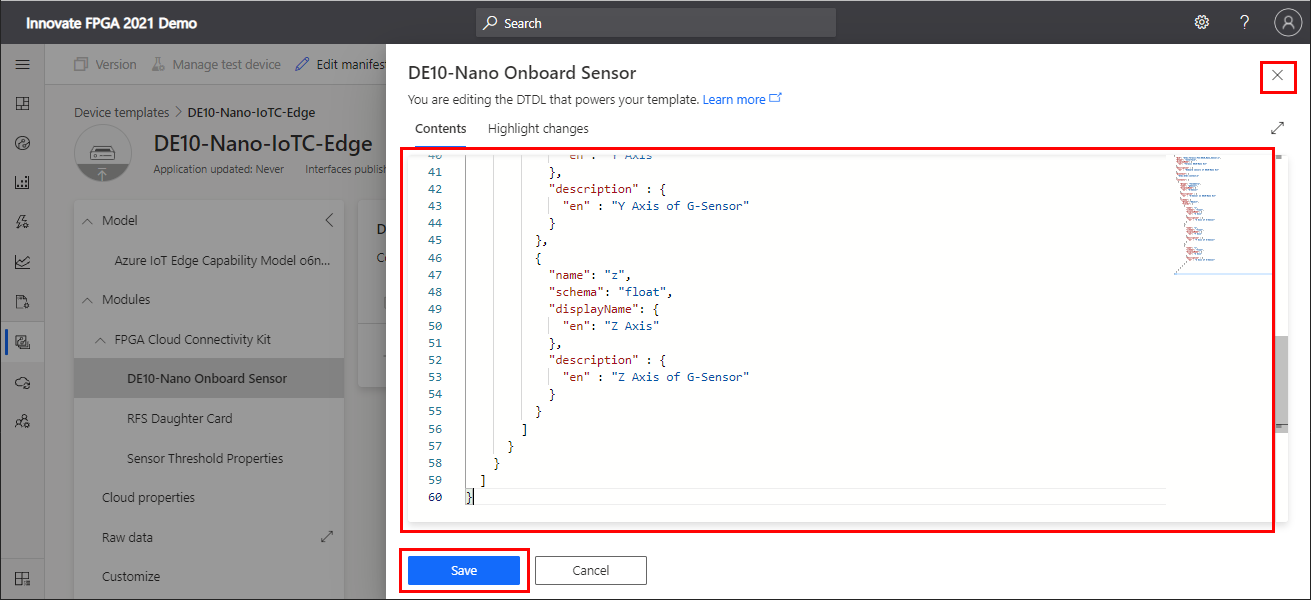 Innovate FPGA 2021 Demo
Search
?
Version
Manage test device
Edit manifest
Device templates > DE10-Nano-IoTC-Edge
DE10-Nano-IoTC-Edge
Application updated: Never Interfaces publish
Model
Azure IoT Edge Capability Model o6n...
Modules
FPGA Cloud Connectivity Kit
DE10-Nano Onboard Sensor
RFS Daughter Card
Sensor Threshold Properties
Cloud properties
Raw data
Customize
DE10-Nano Onboard Sensor
You are editing the DTDL that powers your template. Learn more
Contents Highlight changes
40 "en" : "Y Axis"
41 },
42 "description" : {
43 "en" : "Y Axis of G-Sensor"
44 }
45 },
46 {
47 "name": "z",
48 "schema": "float",
49 "displayName": {
50 "en": "Z Axis"
51 },
52 "description" : {
53 "en" : "Z Axis of G-Sensor"
54 }
55 }
56 ]
57 }
58 }
59 ]
60 }
Save
Cancel